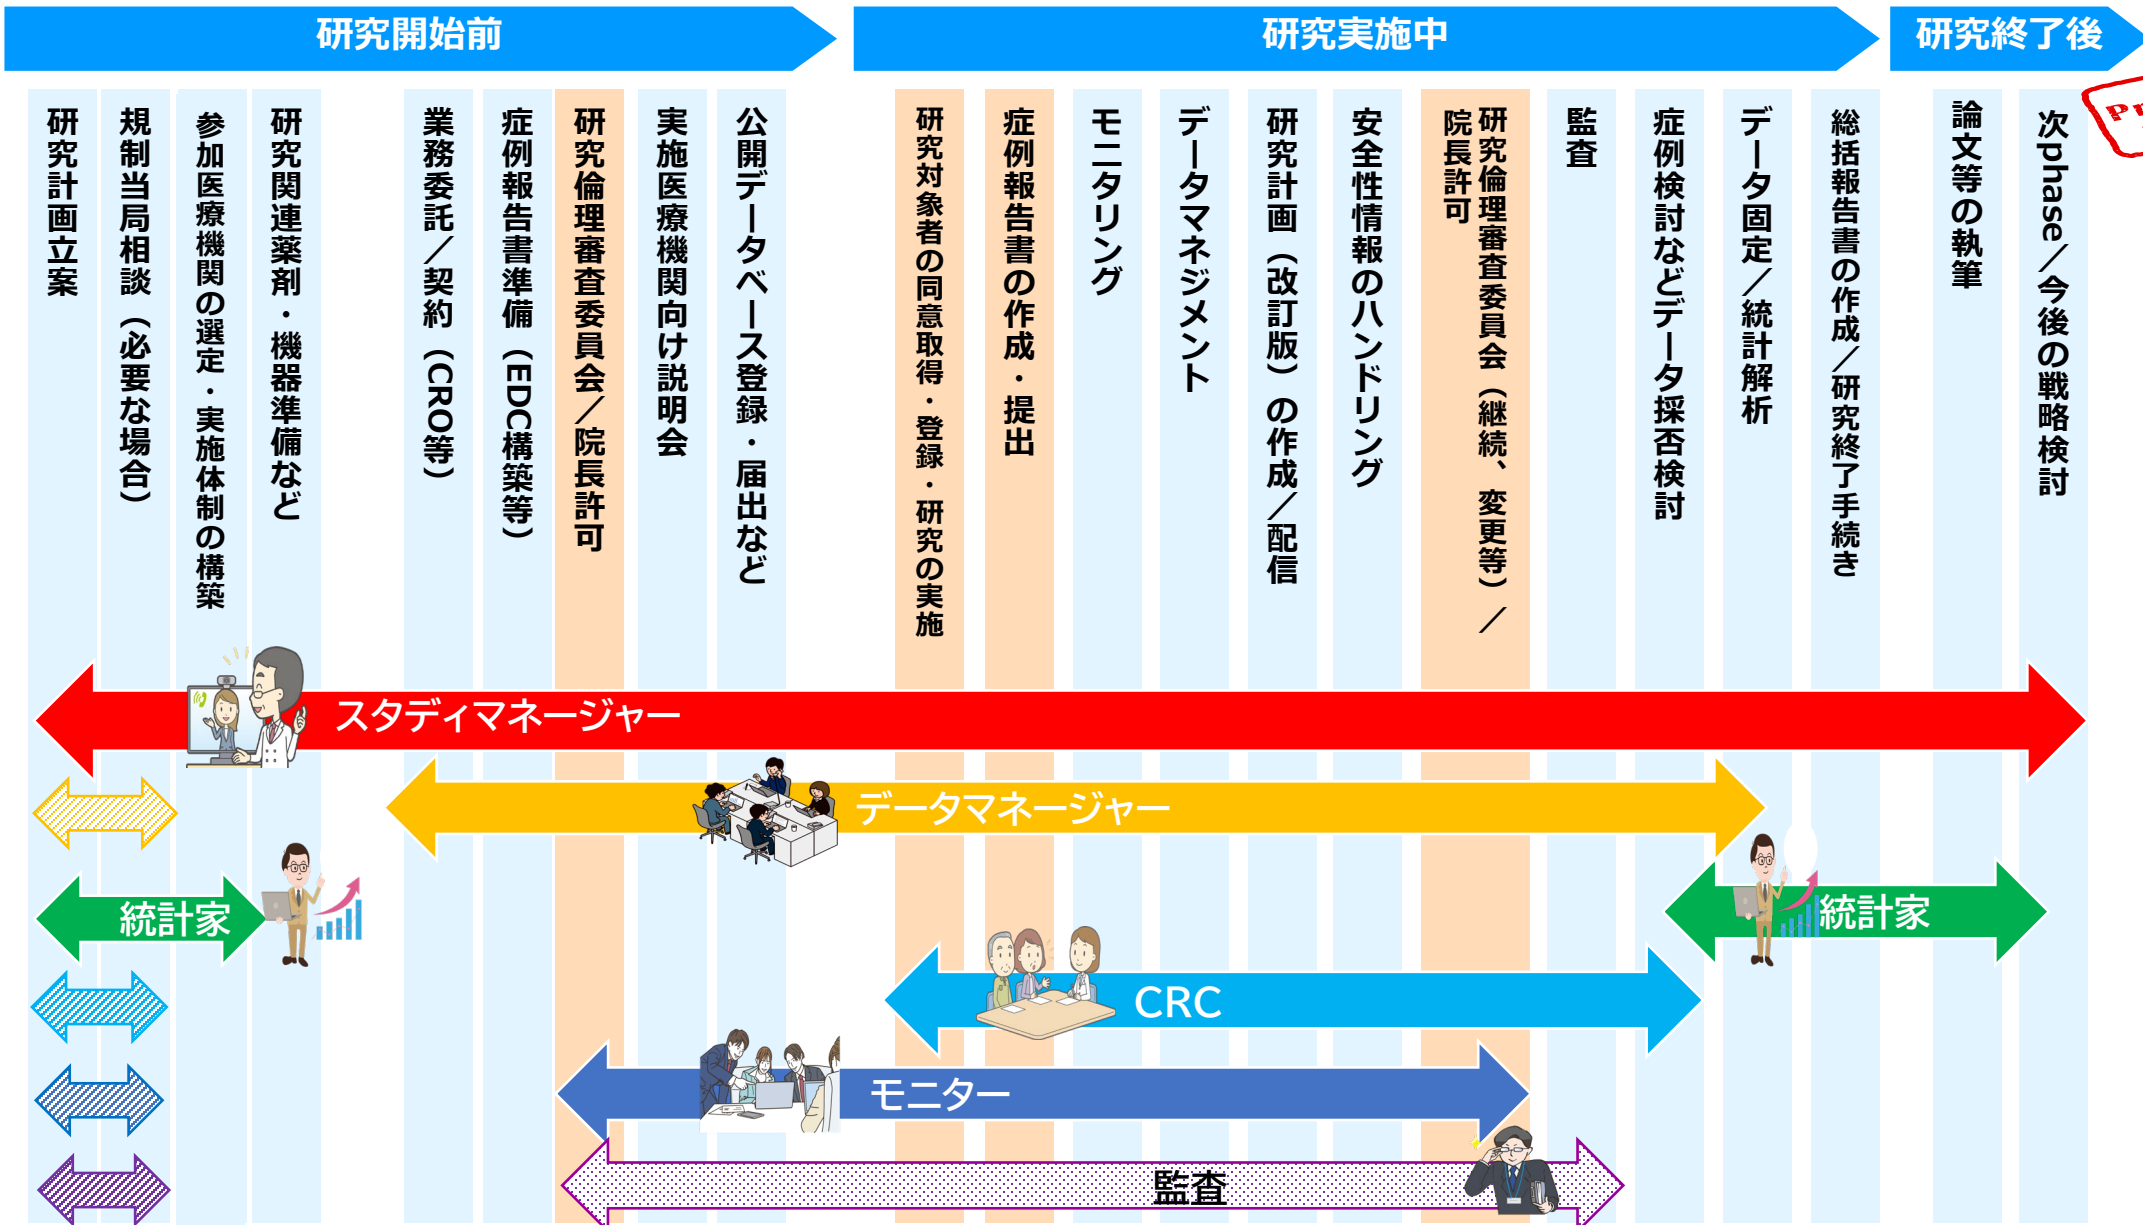 研究開始前
研究実施中
研究終了後
研究計画立案
規制当局相談（必要な場合）
参加医療機関の選定・実施体制の構築
研究関連薬剤・機器準備など
業務委託／契約（CRO等）
症例報告書準備（EDC構築等）
研究倫理審査委員会／院長許可
実施医療機関向け説明会
公開データベース登録・届出など
研究対象者の同意取得・登録・研究の実施
症例報告書の作成・提出
モニタリング
データマネジメント
研究計画（改訂版）の作成／配信
安全性情報のハンドリング
研究倫理審査委員会（継続、変更等）／
院長許可
監査
症例検討などデータ採否検討
データ固定／統計解析
総括報告書の作成／研究終了手続き
論文等の執筆
次phase／今後の戦略検討
スタディマネージャー
データマネージャー
統計家
統計家
CRC
モニター
監査